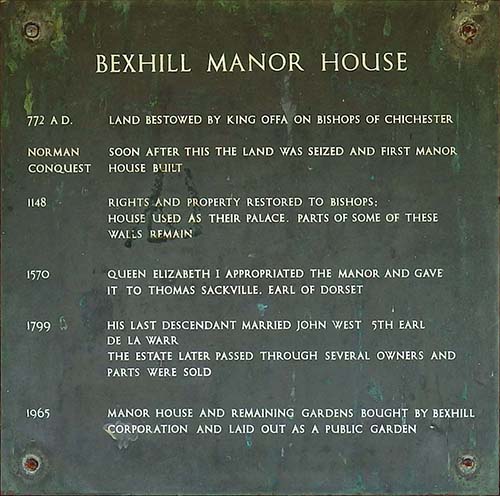 BEXHILL MANOR HOUSE
772 A.D. LAND BESTOWED BY KING OFFA ON BISHOPS OF CHICHESTER
NORMAN CONQUEST SOON AFTER THIS THE LAND WAS SEIZED AND FIRST MANOR
HOUSE BUILT
1148 RIGHTS AND PROPERTY RESTORED TO BISHOPS;
HOUSE USED AS THEIR PALACE. PARTS OF SOME OF THESE
WALLS REMAIN
1570 QUEEN ELIZABETH I APPROPRIATED THE MANOR AND GAVE
IT TO THOMAS SACKVILLE. EARL OF DORSET
1799 HIS LAST DESCENDANT MARRIED JOHN WEST 5TH EARL
DE LA WARR
THE ESTATE LATER PASSED THROUGH SEVERAL OWNERS AND
PARTS WERE SOLD
1965 MANOR HOUSE AND REMAINING GARDENS BOUGHT BY BEXHILL
CORPORATION AND LAID OUT AS A PUBLIC GARDEN